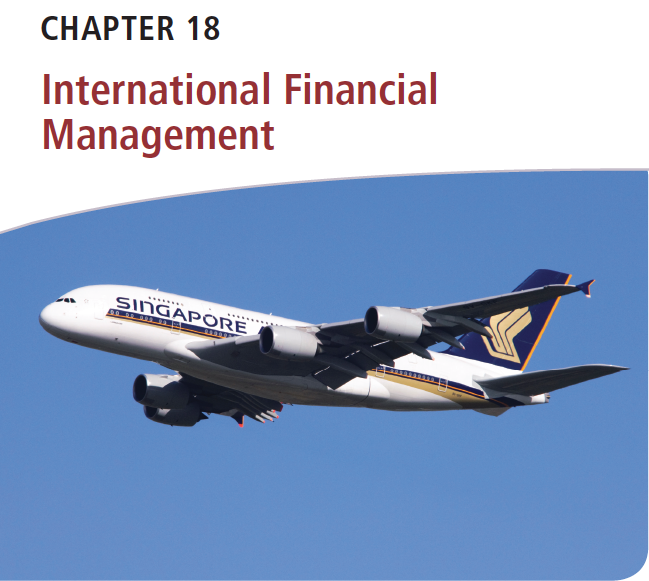 CHAPTER 18
International Financial
Management
SINGAPORE